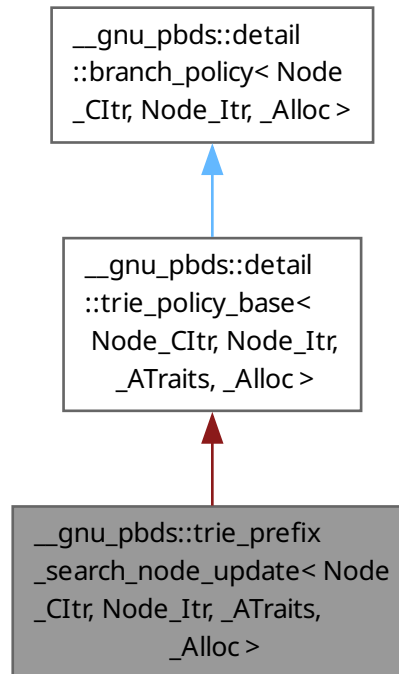 __gnu_pbds::detail
::branch_policy< Node
_CItr, Node_Itr, _Alloc >
__gnu_pbds::detail
::trie_policy_base<
Node_CItr, Node_Itr,
_ATraits, _Alloc >
__gnu_pbds::trie_prefix
_search_node_update< Node
_CItr, Node_Itr, _ATraits,
_Alloc >